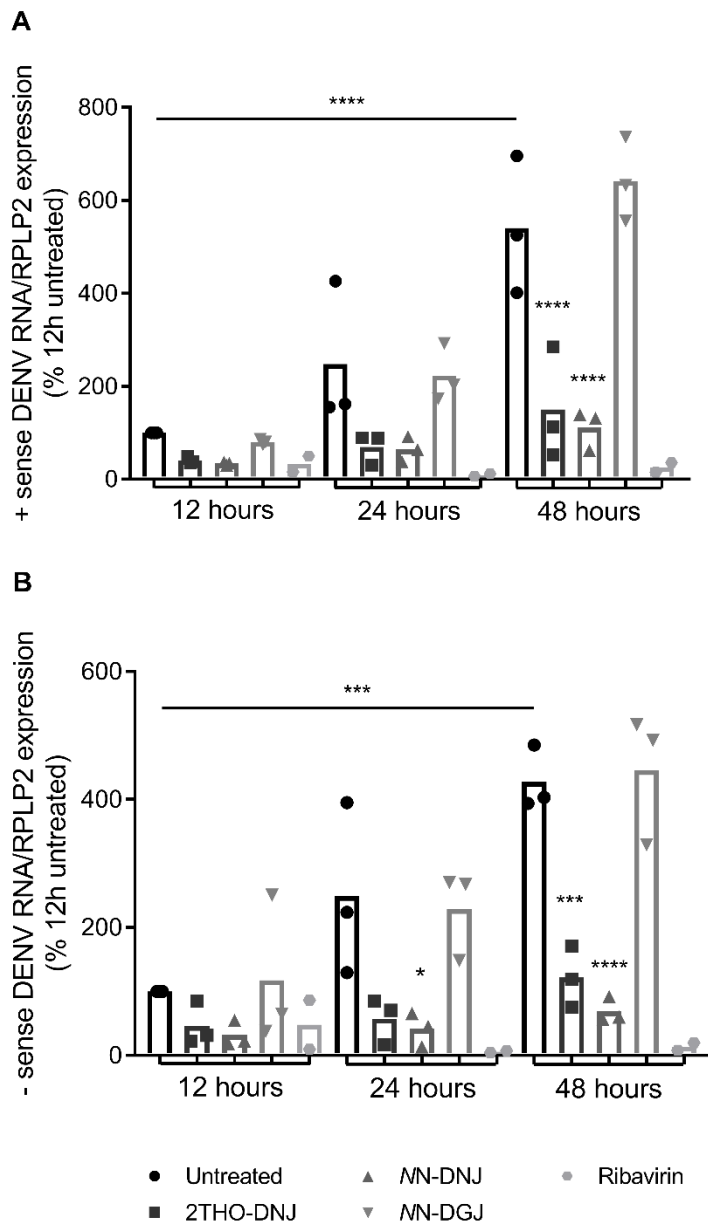 A
+ sense DENV RNA/RPLP2 expression
(% 12h untreated)
800
600
400
200
0
****
****
****
12 hours
24 hours
48 hours
B
- sense DENV RNA/RPLP2 expression
(% 12h untreated)
600
400
200
0
***
*
***
****
12 hours
24 hours
48 hours
Untreated
NN-DNJ
Ribavirin
2THO-DNJ
NN-DGJ